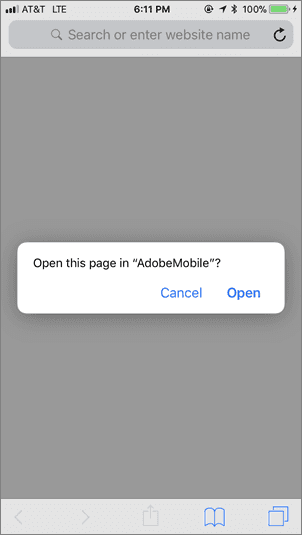 AT&T LTE 6:11 PM 100%
Search or enter website name
Open this page in “AdobeMobile”?
Cancel Open